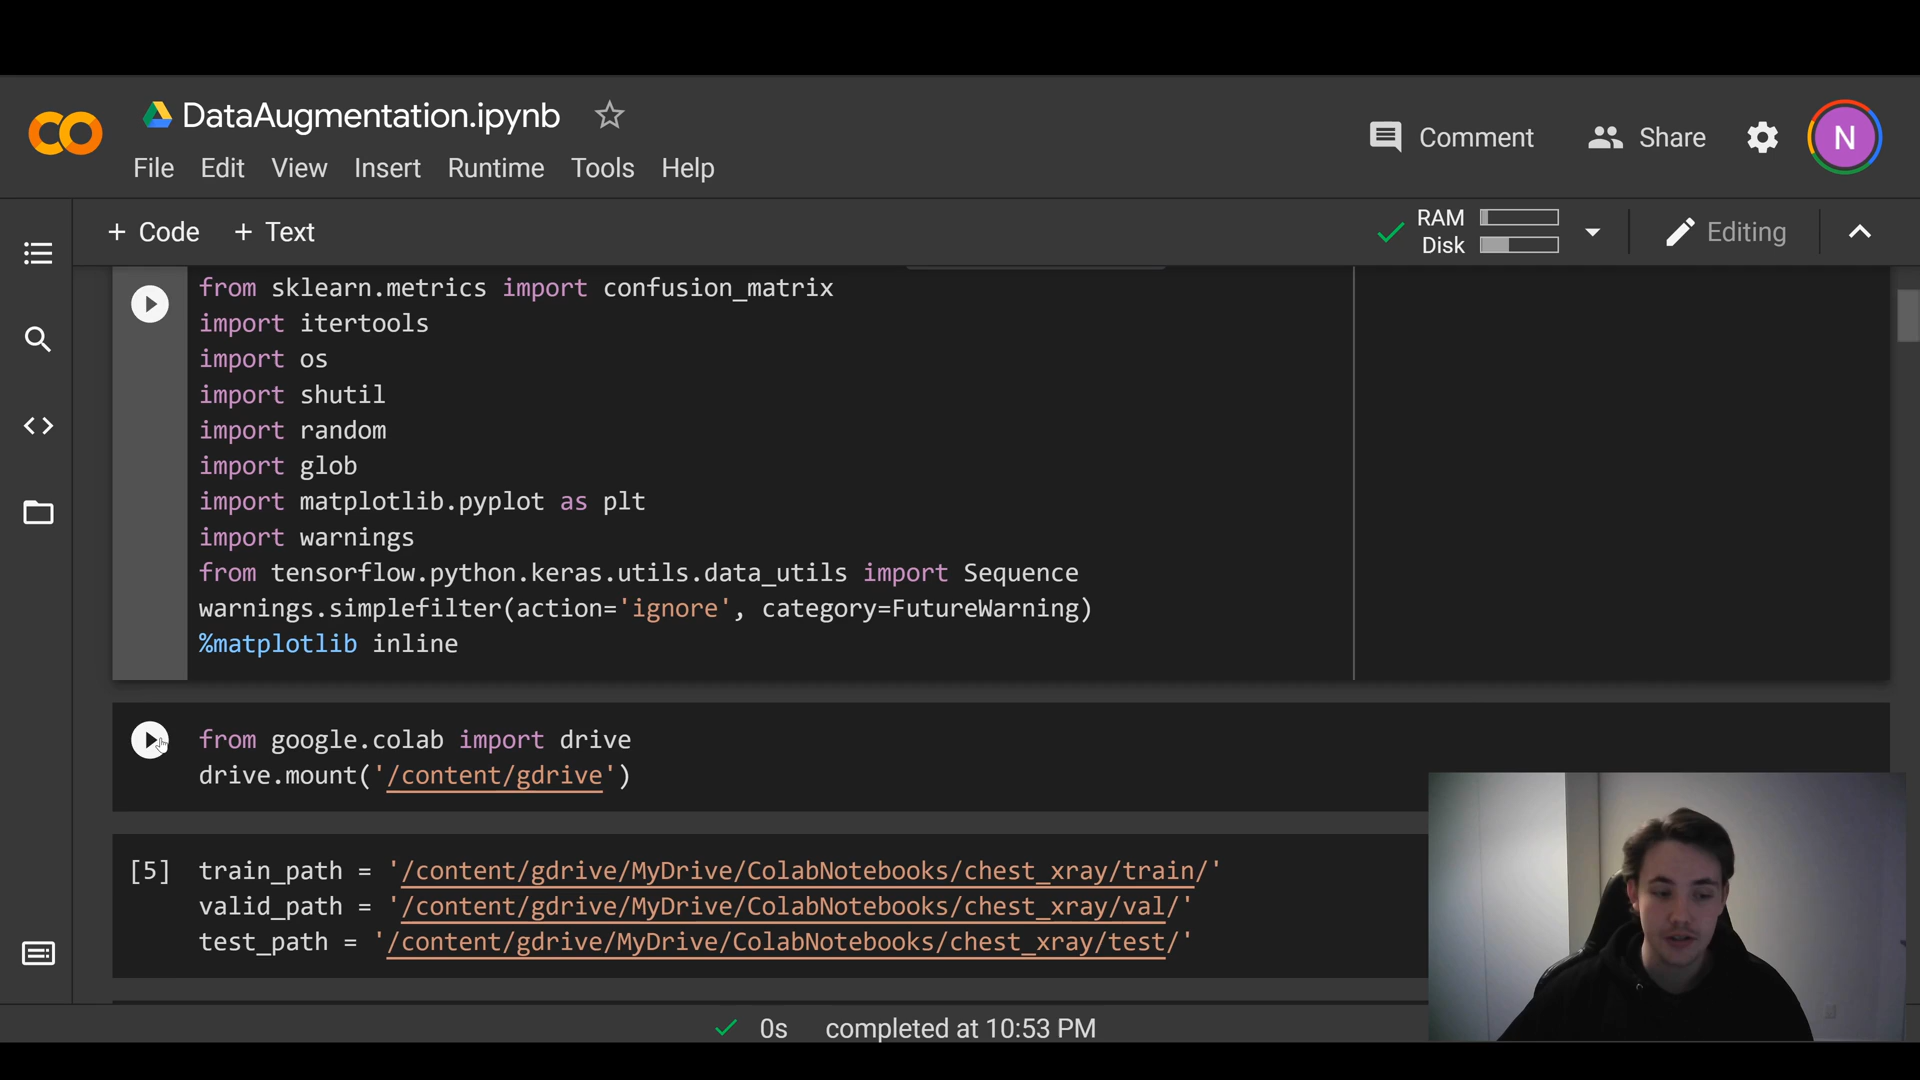 DataAugmentation.ipynb
Comment
Share
N
File Edit View Insert Runtime Tools Help
+ Code + Text
RAM
Disk
Editing
from sklearn.metrics import confusion_matrix
import itertools
import os
import shutil
import random
import glob
import matplotlib.pyplot as plt
import warnings
from tensorflow.python.keras.utils.data_utils import Sequence
warnings.simplefilter(action='ignore', category=FutureWarning)
%matplotlib inline
from google.colab import drive
drive.mount('/content/gdrive')
[5] train_path = '/content/gdrive/MyDrive/ColabNotebooks/chest_xray/train/'
valid_path = '/content/gdrive/MyDrive/ColabNotebooks/chest_xray/val/'
test_path = '/content/gdrive/MyDrive/ColabNotebooks/chest_xray/test/'
0s completed at 10:53 PM